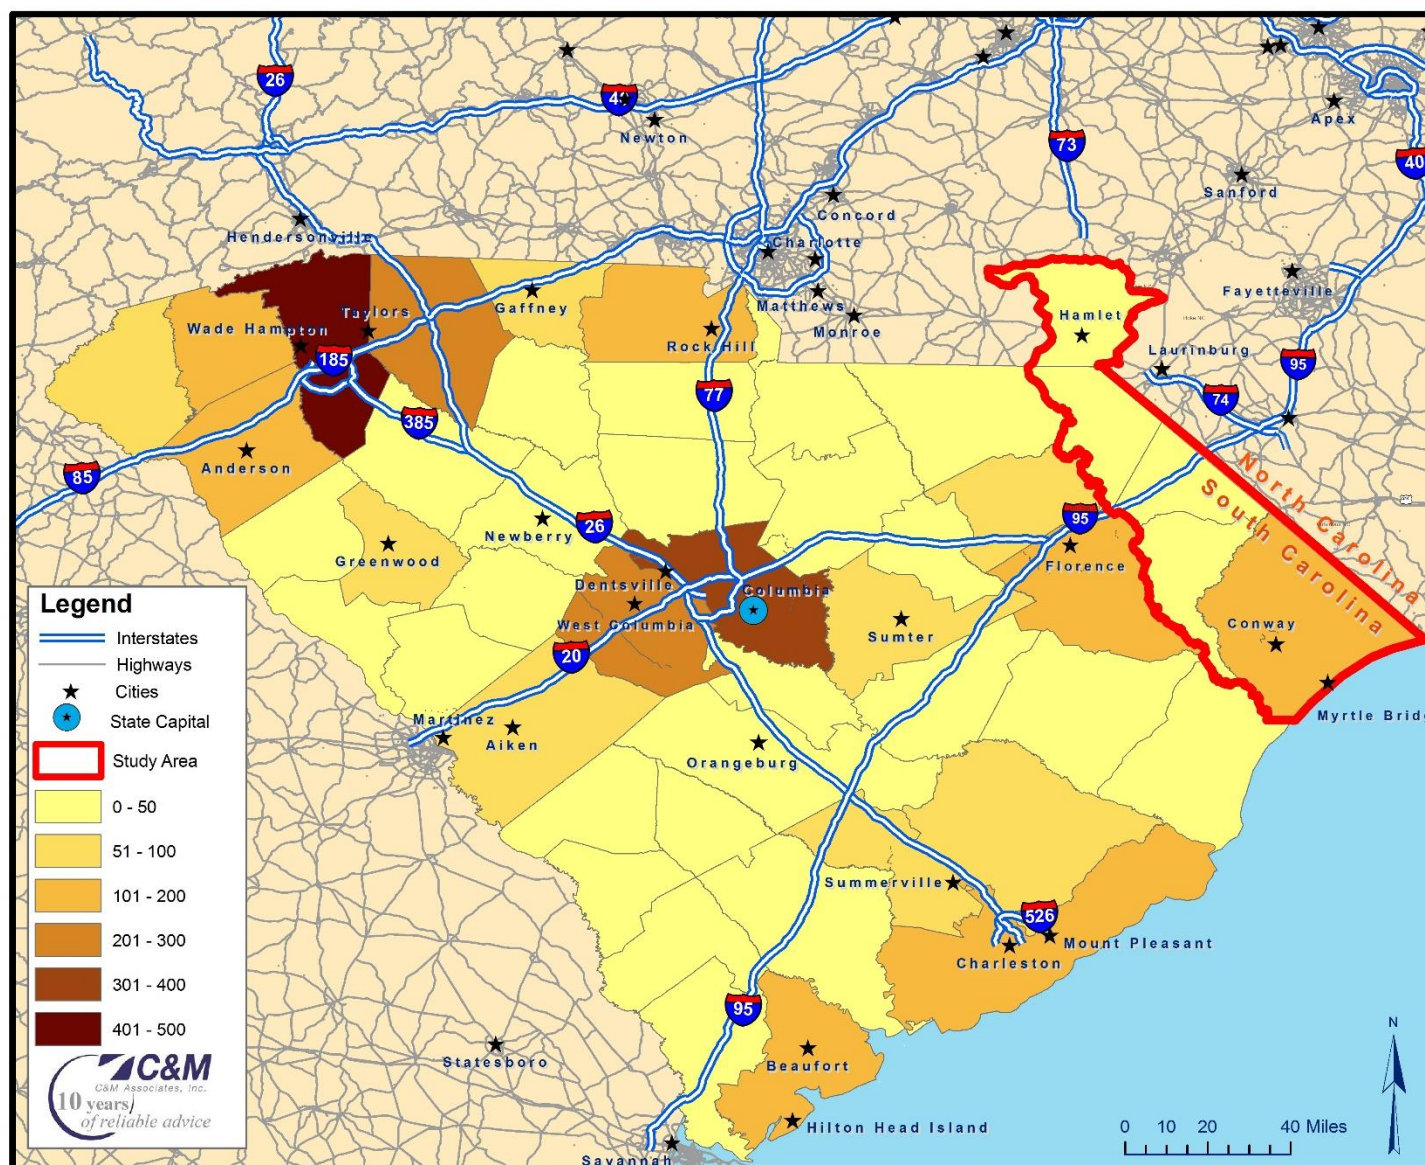 26
Newton
73
Apex
40
Sanford
Concord
Hendersonville
Charlotte
Fayetteville
Matthews
Monroe
Gaffney
Taylors
Wade Hampton
Rock Hill
Hamlet
Laurinburg
185
95
77
74
385
85
Anderson
North Carolina
South Carolina
26
95
Newberry
Greenwood
Florence
Dentsville
Columbia
West Columbia
Sumter
Conway
20
Martinez
Aiken
Orangeburg
Myrtle Bridg
Summerville
526
Mount Pleasant
Charleston
95
Statesboro
Beaufort
Hilton Head Island
Savannah
Legend
Interstates
Highways
Cities
State Capital
Study Area
0 - 50
51 - 100
101 - 200
201 - 300
301 - 400
401 - 500
C&M
C&M Associates, Inc.
10 years
of reliable advice
N
0 10 20 40 Miles